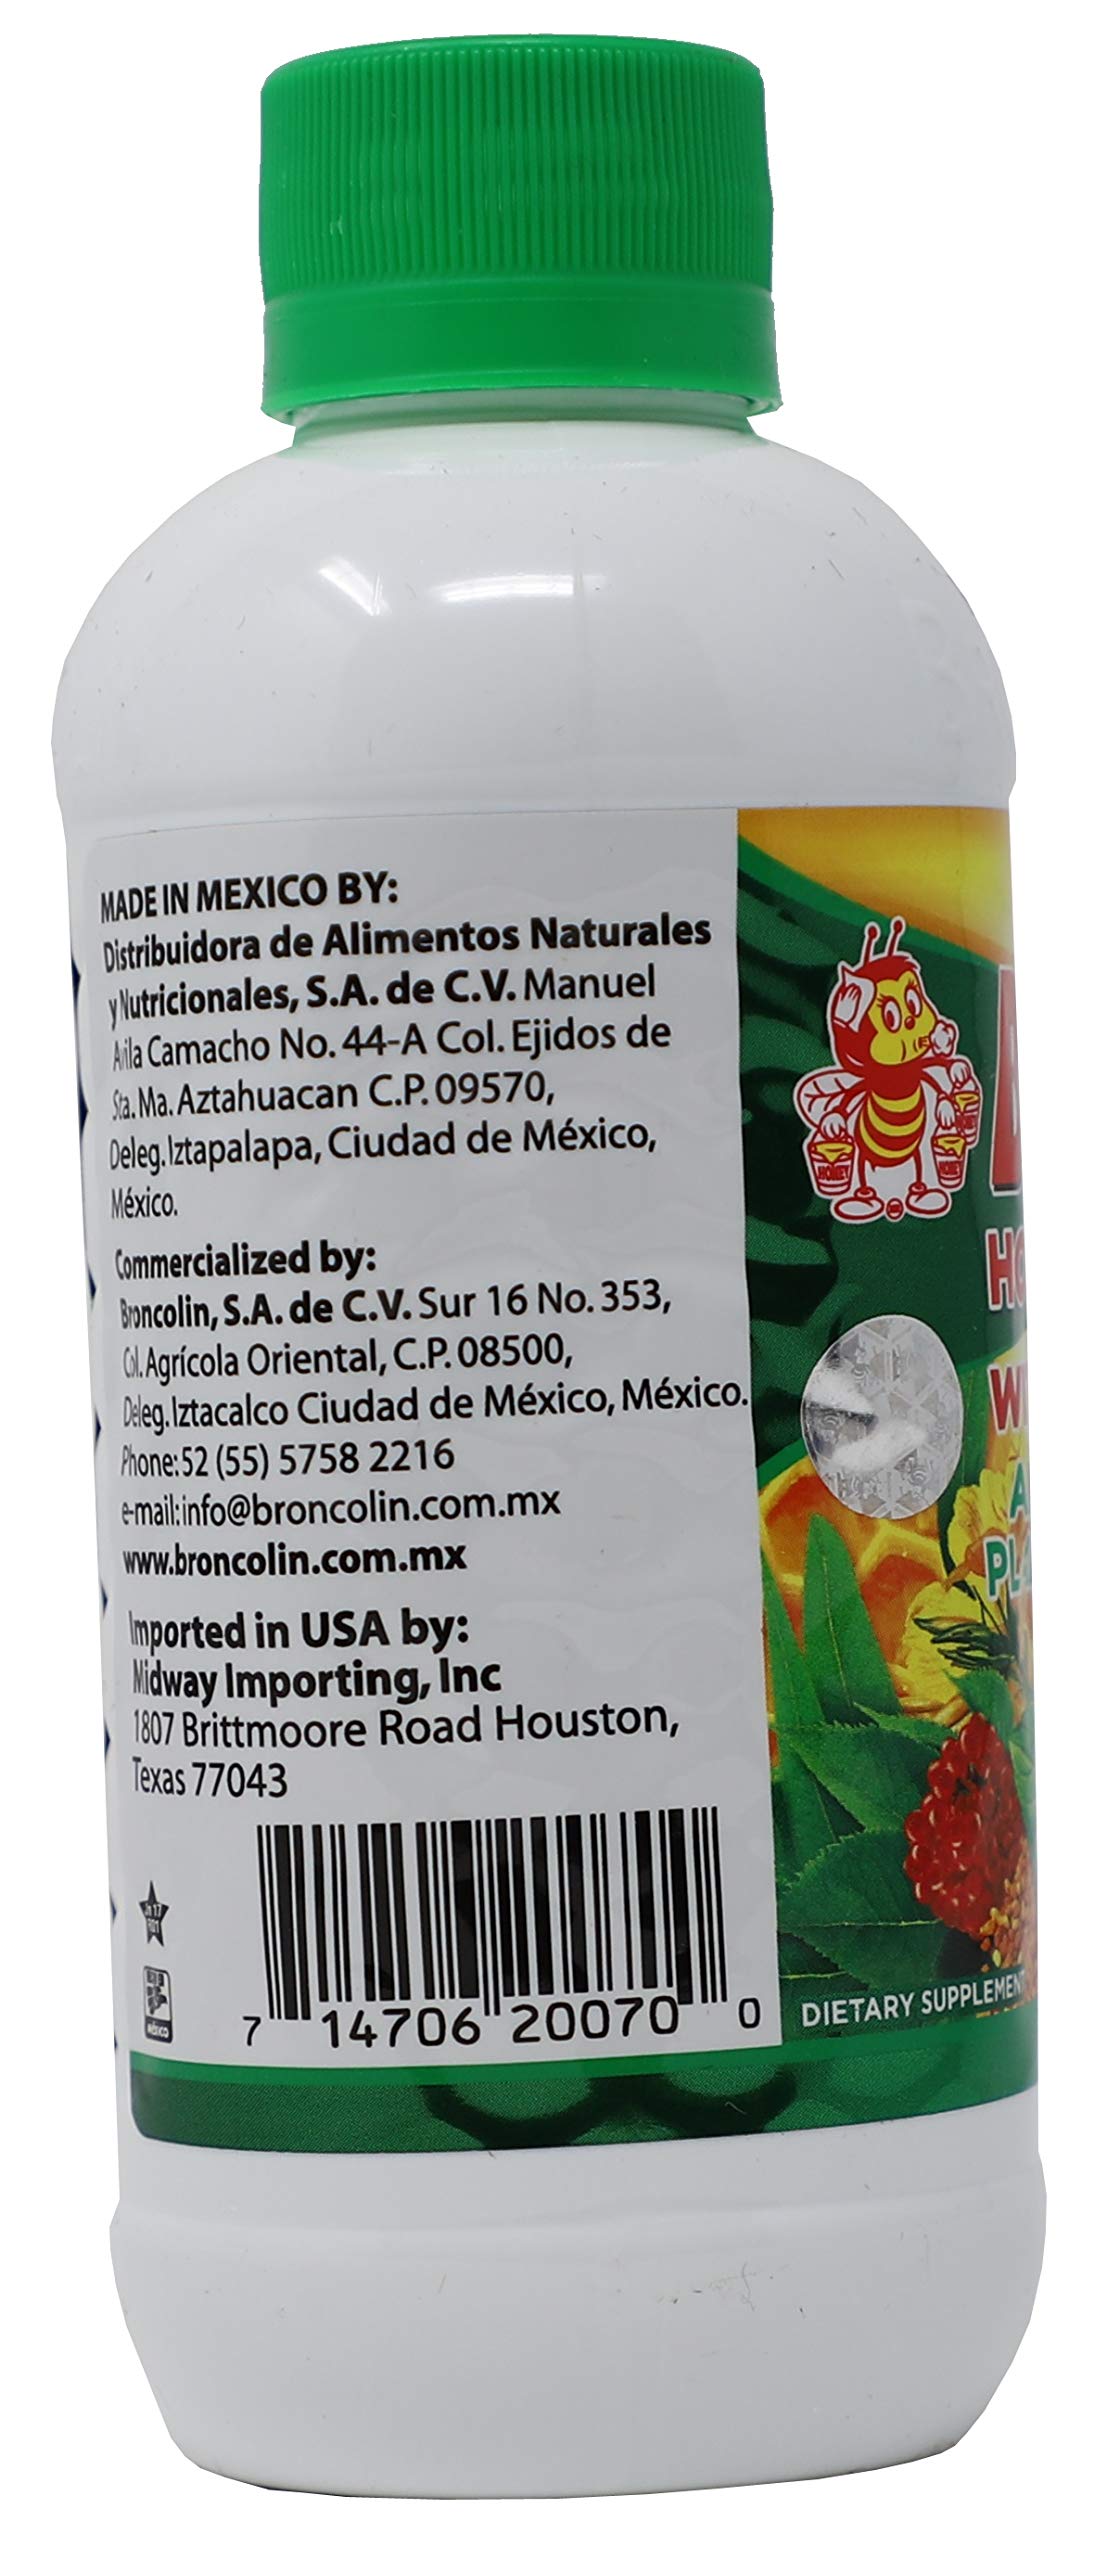 MADE IN MEXICO BY:
Distribuidora de Alimentos Naturales
y Nutricionales, S.A. de C.V. Manuel
Avila Camacho No. 44-A Col. Ejidos de
Sta. Ma. Aztahuacan C.P. 09570,
Deleg. Iztapalapa, Ciudad de México,
México.
Commercialized by:
Broncolin, S.A. de C.V. Sur 16 No. 353,
Col. Agrícola Oriental, C.P. 08500,
Deleg. Iztacalco Ciudad de México, México.
Phone: 52 (55) 5758 2216
e-mail: info@broncolin.com.mx
www.broncolin.com.mx
Imported in USA by:
Midway Importing, Inc
1807 Brittmoore Road Houston,
Texas 77043
7 14706 20070 0
HONEY
HONEY
DIETARY SUPPLEMENT